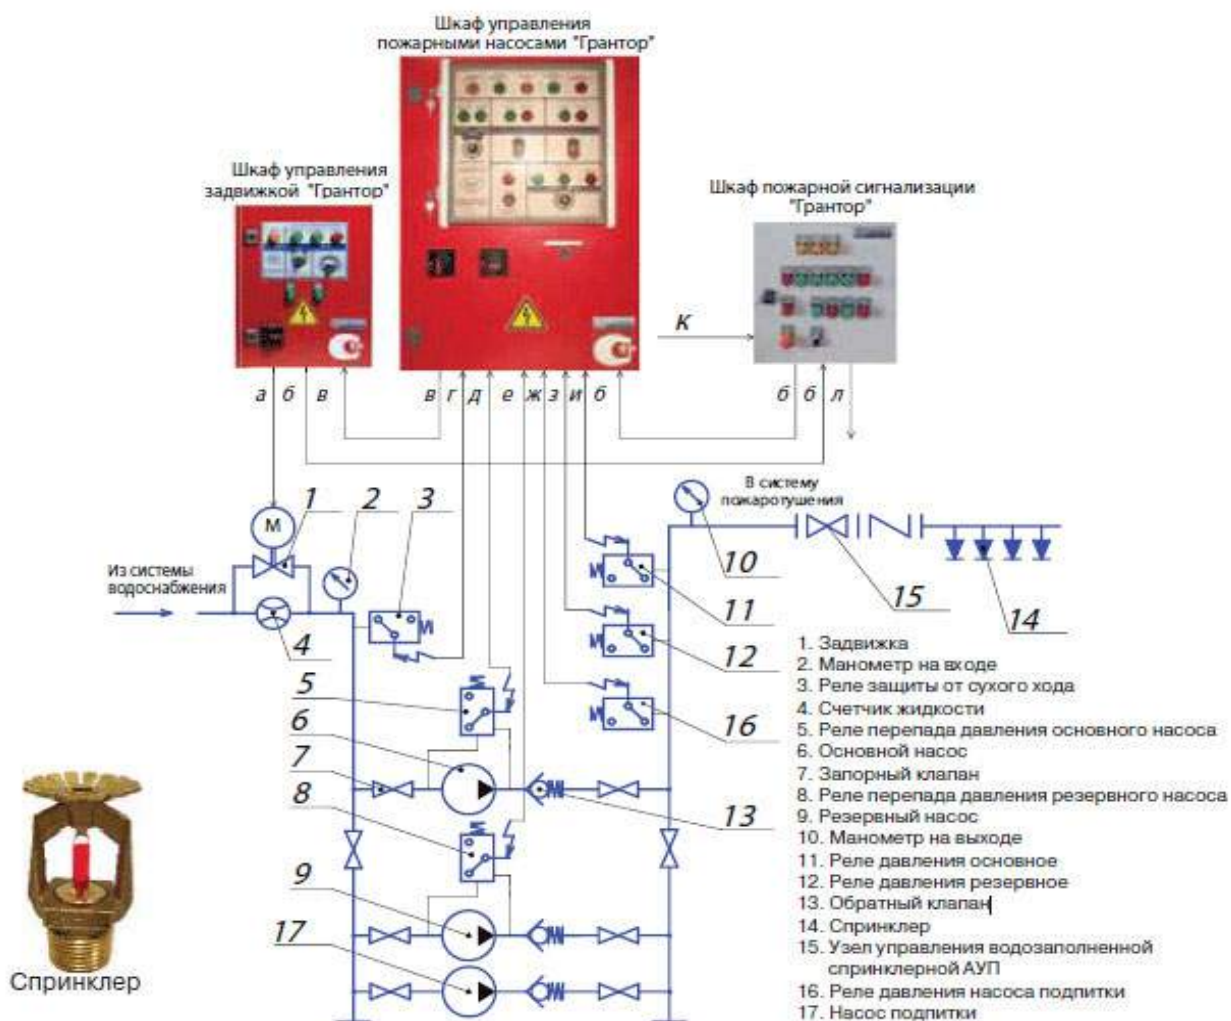 Шкаф управления
пожарными насосами "Грантор"
Шкаф управления
задвижкой "Грантор"
Шкаф пожарной сигнализации
"Грантор"
к
а б в
в г д е ж з и б
б б л
В систему
пожаротушения
1 2 3
М
10
Из системы
водоснабжения
11
15
14
4
12
5
16
6
7
8
13
9
17
1. Задвижка
2. Манометр на входе
3. Реле защиты от сухого хода
4. Счетчик жидкости
5. Реле перепада давления основного насоса
6. Основной насос
7. Запорный клапан
8. Реле перепада давления резервного насоса
9. Резервный насос
10. Манометр на выходе
11. Реле давления основное
12. Реле давления резервное
13. Обратный клапан
14. Спринклер
15. Узел управления водозаполненной
спринклерной АУП
16. Реле давления насоса подпитки
17. Насос подпитки
Спринклер